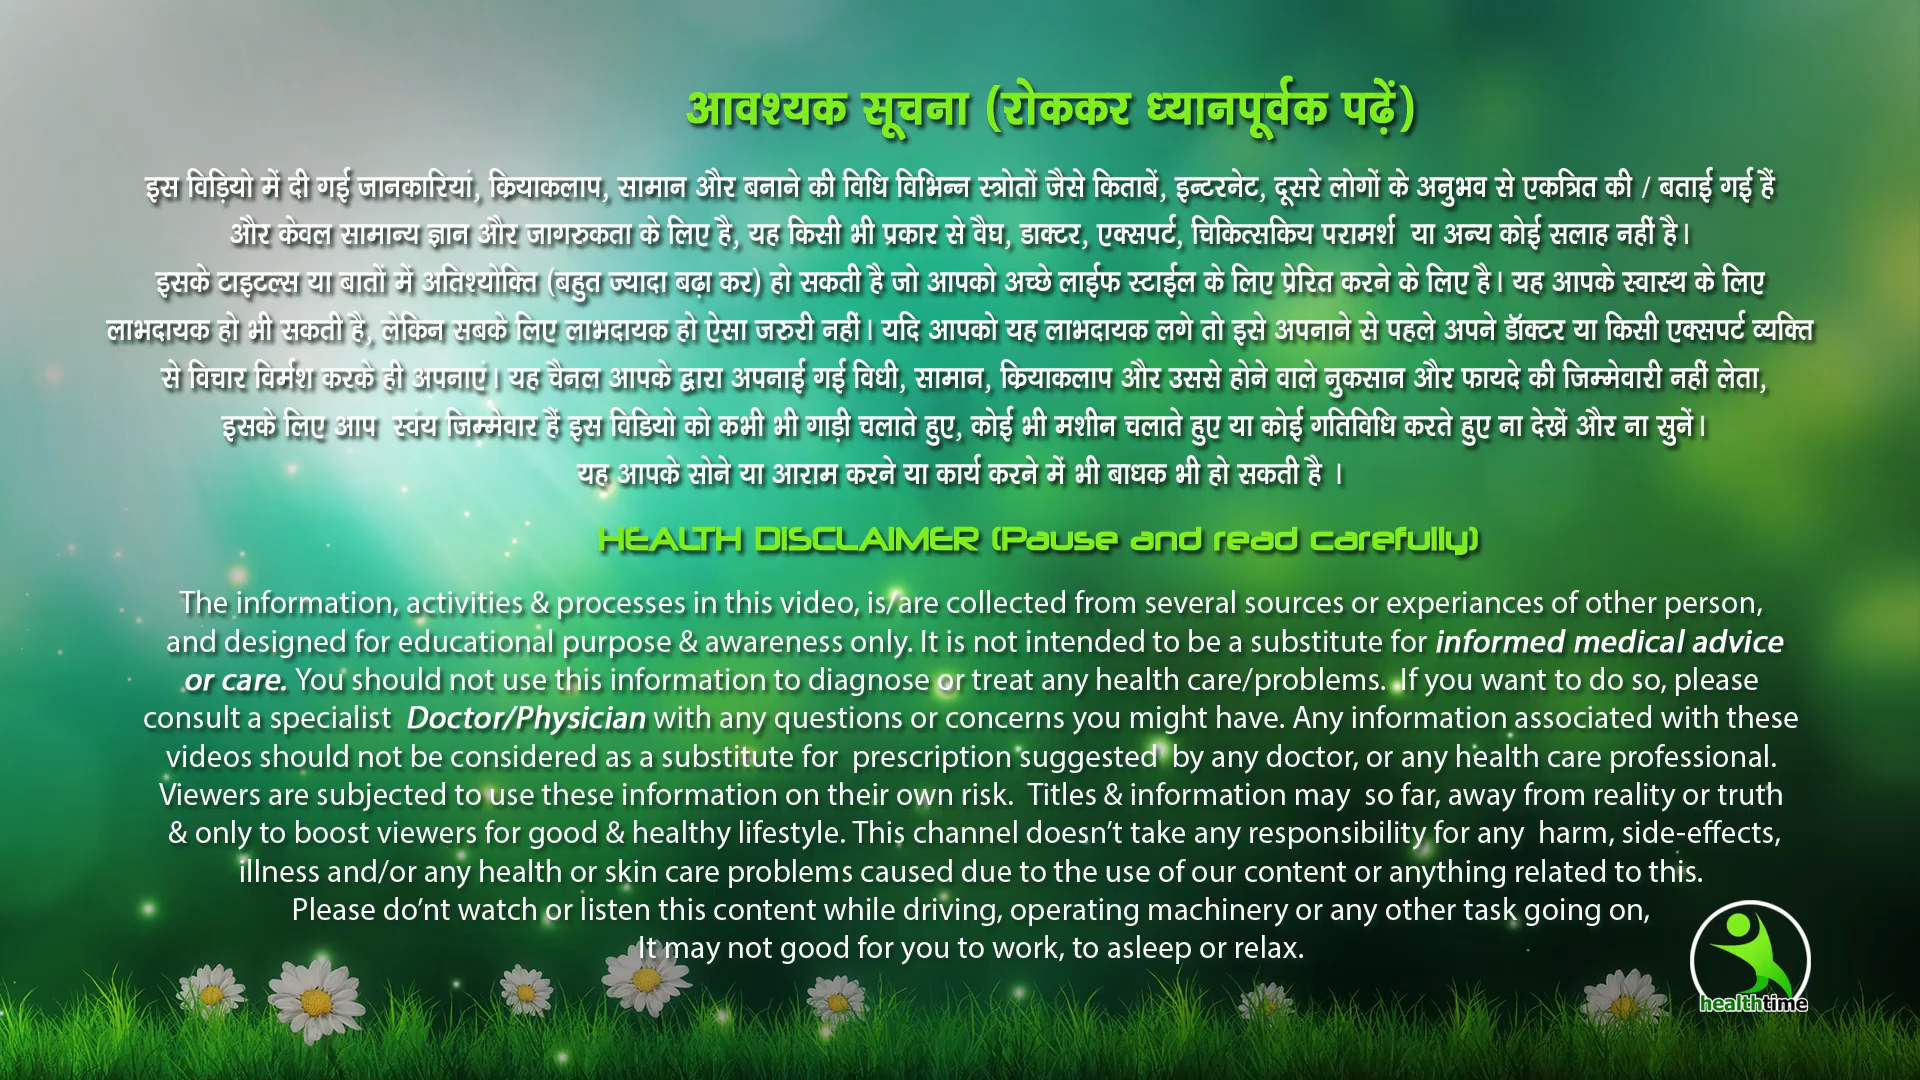 आवश्यक सूचना (रोककर ध्यानपूर्वक पढ़ें)
इस विड़ियो में दी गई जानकारियां, क्रियाकलाप, सामान और बनाने की विधि विभिन्न स्त्रोतों जैसे किताबें, इन्टरनेट, दूसरे लोगों के अनुभव से एकत्रित की / बताई गई हैं
और केवल सामान्य ज्ञान और जागरुकता के लिए है, यह किसी भी प्रकार से वैघ, डाक्टर, एक्सपर्ट, चिकित्सकिय परामर्श या अन्य कोई सलाह नहीं है।
इसके टाइटल्स या बातों में अतिश्योक्ति (बहुत ज्यादा बढ़ा कर) हो सकती है जो आपको अच्छे लाईफ स्टाईल के लिए प्रेरित करने के लिए है। यह आपके स्वास्थ के लिए
लाभदायक हो भी सकती है, लेकिन सबके लिए लाभदायक हो ऐसा जरुरी नहीं। यदि आपको यह लाभदायक लगे तो इसे अपनाने से पहले अपने डॉक्टर या किसी एक्सपर्ट व्यक्ति
से विचार विर्मश करके ही अपनाएं। यह चैनल आपके द्वारा अपनाई गई विधी, सामान, क्रियाकलाप और उससे होने वाले नुकसान और फायदे की जिम्मेवारी नहीं लेता,
इसके लिए आप स्वंय जिम्मेवार हैं इस विडियो को कभी भी गाड़ी चलाते हुए, कोई भी मशीन चलाते हुए या कोई गतिविधि करते हुए ना देखें और ना सुनें।
यह आपके सोने या आराम करने या कार्य करने में भी बाधक भी हो सकती है ।
HEALTH DISCLAIMER (Pause and read carefully)
The information, activities & processes in this video, is/are collected from several sources or experiances of other person,
and designed for educational purpose & awareness only. It is not intended to be a substitute for informed medical advice
or care. You should not use this information to diagnose or treat any health care/problems. If you want to do so, please
consult a specialist Doctor/Physician with any questions or concerns you might have. Any information associated with these
videos should not be considered as a substitute for prescription suggested by any doctor, or any health care professional.
Viewers are subjected to use these information on their own risk. Titles & information may so far, away from reality or truth
& only to boost viewers for good & healthy lifestyle. This channel doesn’t take any responsibility for any harm, side-effects,
illness and/or any health or skin care problems caused due to the use of our content or anything related to this.
Please do’nt watch or listen this content while driving, operating machinery or any other task going on,
It may not good for you to work, to asleep or relax.
healthtime